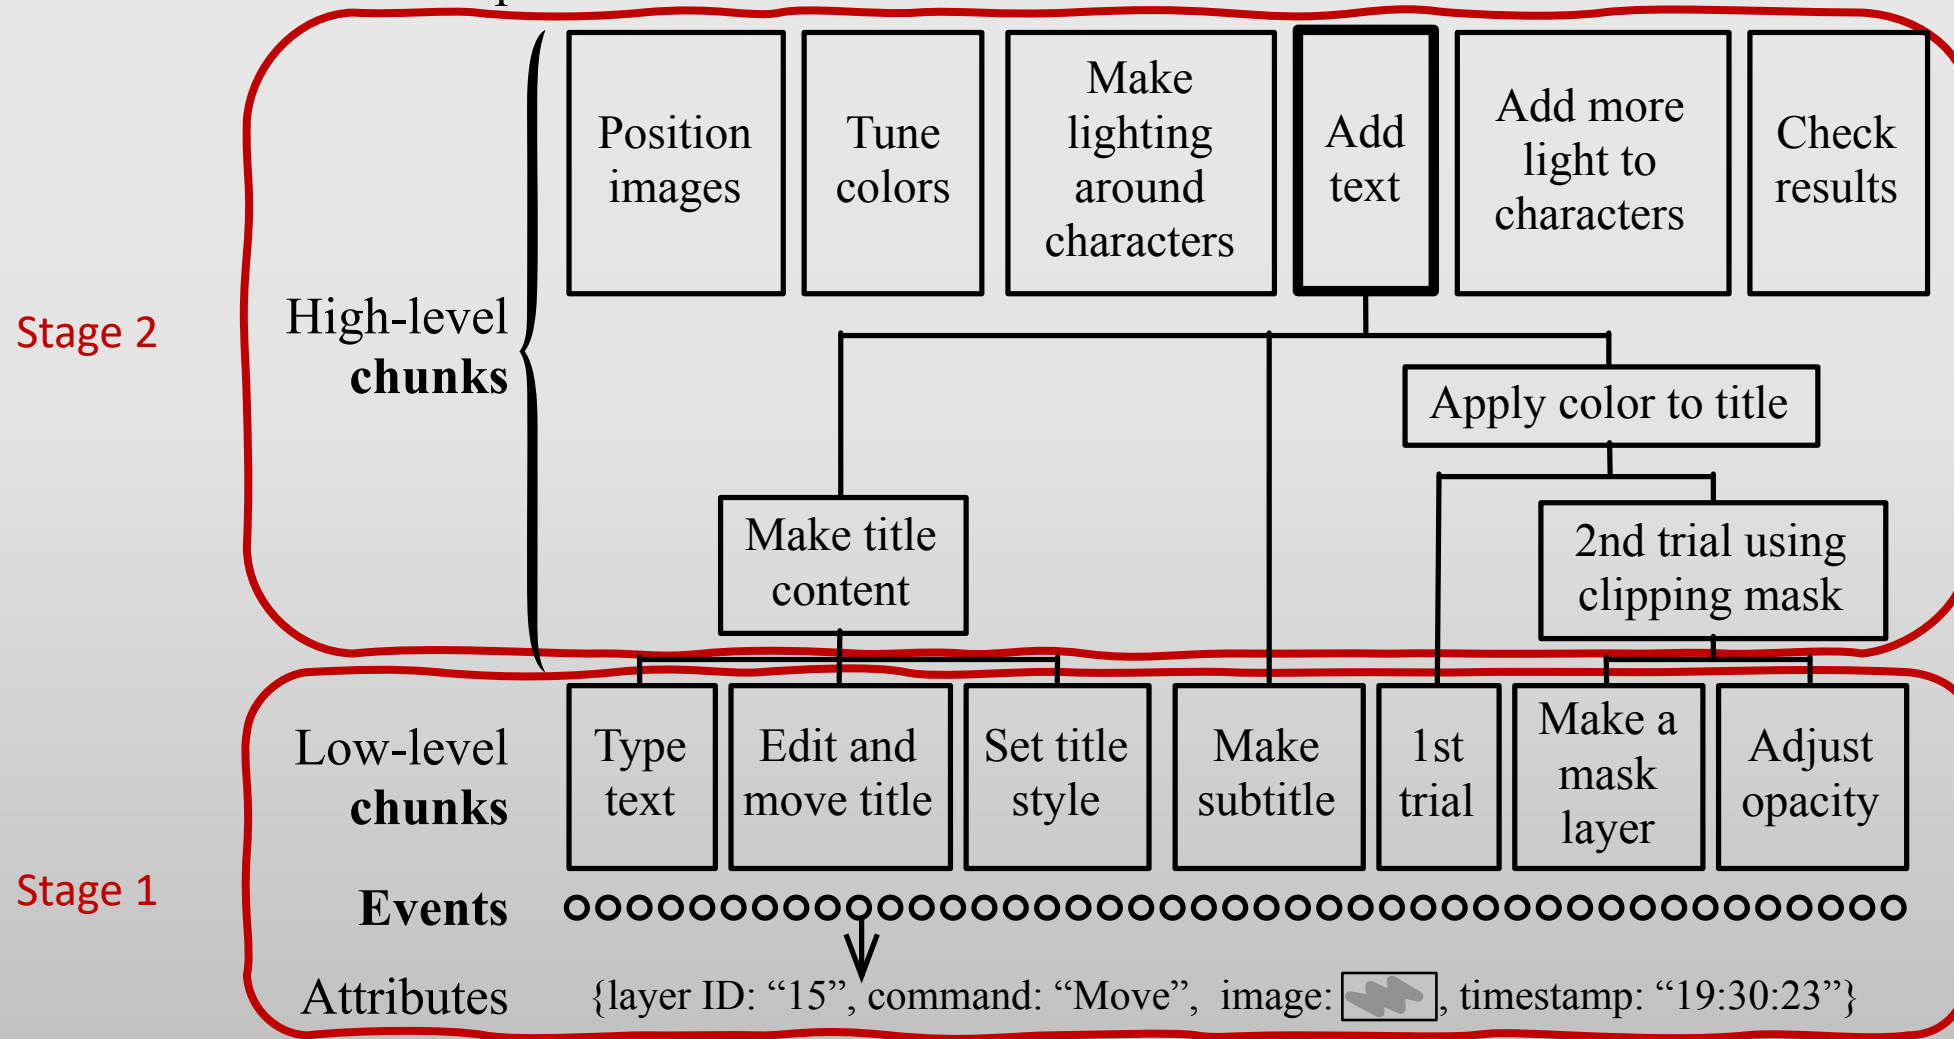 Position
images
Tune
colors
Make
lighting
around
characters
Add
text
Add more
light to
characters
Check
results
Stage 2
High-level
chunks
Apply color to title
Make title
content
2nd trial using
clipping mask
Low-level
chunks
Type
text
Edit and
move title
Set title
style
Make
subtitle
1st
trial
Make a
mask
layer
Adjust
opacity
Stage 1
Events
Attributes
{layer ID: “15”, command: “Move”, image: , timestamp: “19:30:23”}